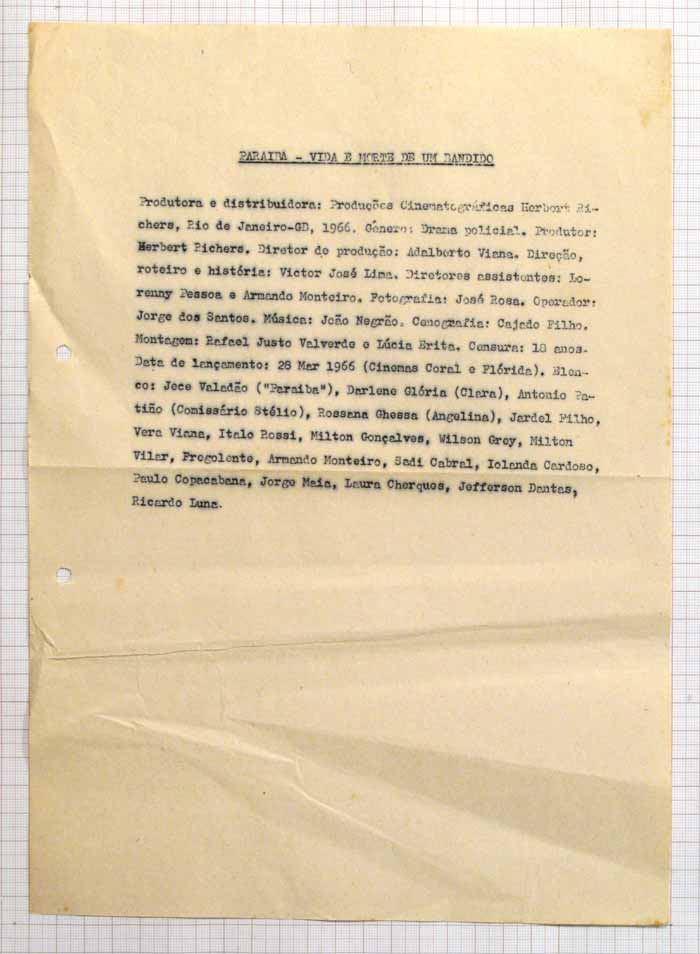 PARAIBA - VIDA E MORTE DE UM BANDIDO
Produtora e distribuidora: Produções Cinematográficas Herbert Ri-
chers, Rio de Janeiro-GB, 1966. Gênero: Drama policial. Produtor:
Herbert Richers. Diretor de produção: Adalberto Viana. Direção,
roteiro e história: Victor José Lima. Diretores assistentes: Lo-
renny Pessoa e Armando Monteiro. Fotografia: José Rosa. Operador:
Jorge dos Santos. Música: João Negrão. Cenografia: Cajado Filho.
Montagem: Rafael Justo Valverde e Lúcia Erita. Censura: 18 anos.
Data de lançamento: 28 Mar 1966 (Cinemas Coral e Flórida). Elen-
co: Jece Valadão ("Paraiba"), Darlene Glória (Clara), Antonio Pa-
tiño (Comissário Stélio), Rossana Ghessa (Angelina), Jardel Filho,
Vera Viana, Italo Rossi, Milton Gonçalves, Wilson Grey, Milton
Vilar, Fregolente, Armando Monteiro, Sadi Cabral, Iolanda Cardoso,
Paulo Copacabana, Jorge Maia, Laura Cherques, Jefferson Dantas,
Ricardo Luna.